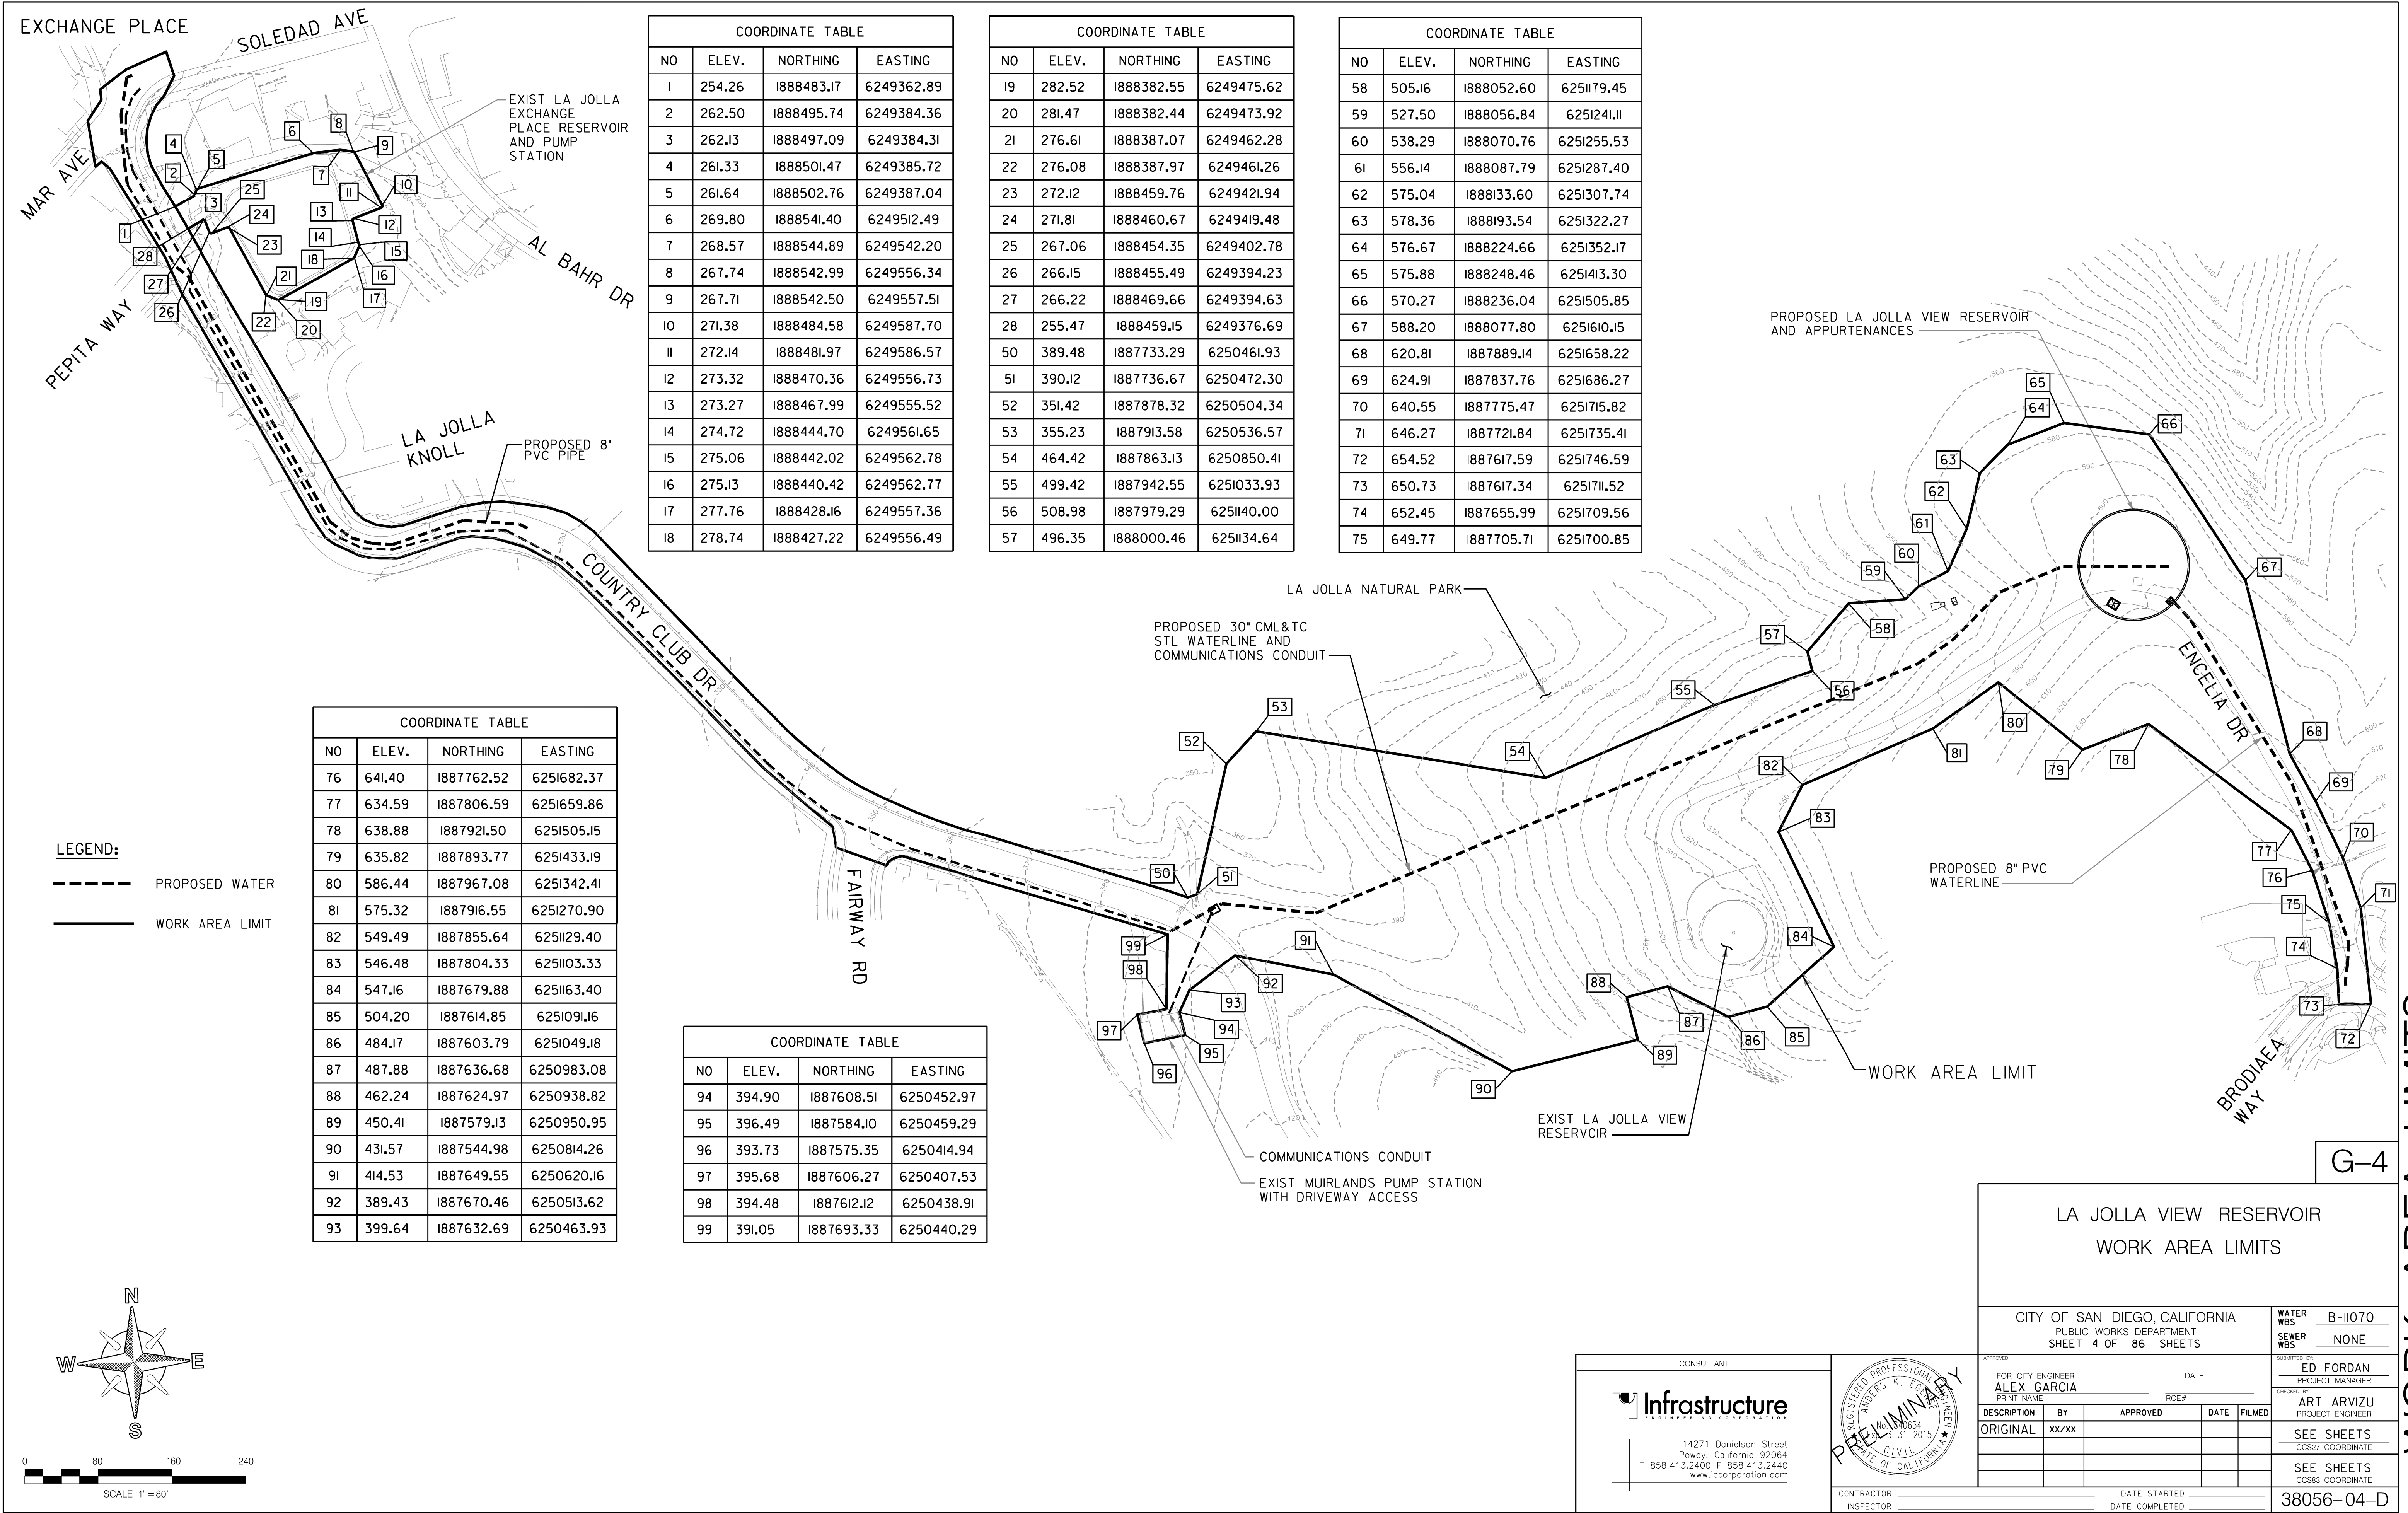 EXCHANGE PLACE
SOLEDAD AVE
MAR AVE
PEPITA WAY
AL BAHR DR
LA JOLLA
KNOLL
EXIST LA JOLLA
EXCHANGE
PLACE RESERVOIR
AND PUMP
STATION
PROPOSED 8"
PVC PIPE
COUNTRY CLUB DR
FAIRWAY RD
COORDINATE TABLE
NO ELEV. NORTHING EASTING
1 254.26 1888483.17 6249362.89
2 262.50 1888495.74 6249384.36
3 262.13 1888497.09 6249384.31
4 261.33 1888501.47 6249385.72
5 261.64 1888502.76 6249387.04
6 269.80 1888541.40 6249512.49
7 268.57 1888544.89 6249542.20
8 267.74 1888542.99 6249556.34
9 267.71 1888542.50 6249557.51
10 271.38 1888484.58 6249587.70
11 272.14 1888481.97 6249586.57
12 273.32 1888470.36 6249556.73
13 273.27 1888467.99 6249555.52
14 274.72 1888444.70 6249561.65
15 275.06 1888442.02 6249562.78
16 275.13 1888440.42 6249562.77
17 277.76 1888428.16 6249557.36
18 278.74 1888427.22 6249556.49
COORDINATE TABLE
NO ELEV. NORTHING EASTING
19 282.52 1888382.55 6249475.62
20 281.47 1888382.44 6249473.92
21 276.61 1888387.07 6249462.28
22 276.08 1888387.97 6249461.26
23 272.12 1888459.76 6249421.94
24 271.81 1888460.67 6249419.48
25 267.06 1888454.35 6249402.78
26 266.15 1888455.49 6249394.23
27 266.22 1888469.66 6249394.63
28 255.47 1888459.15 6249376.69
50 389.48 1887733.29 6250461.93
51 390.12 1887736.67 6250472.30
52 351.42 1887878.32 6250504.34
53 355.23 1887913.58 6250536.57
54 464.42 1887863.13 6250850.41
55 499.42 1887942.55 6251033.93
56 508.98 1887979.29 6251140.00
57 496.35 1888000.46 6251134.64
COORDINATE TABLE
NO ELEV. NORTHING EASTING
58 505.16 1888052.60 6251179.45
59 527.50 1888056.84 6251241.11
60 538.29 1888070.76 6251255.53
61 556.14 1888087.79 6251287.40
62 575.04 1888133.60 6251307.74
63 578.36 1888193.54 6251322.27
64 576.67 1888224.66 6251352.17
65 575.88 1888248.46 6251413.30
66 570.27 1888236.04 6251505.85
67 588.20 1888077.80 6251610.15
68 620.81 1887889.14 6251658.22
69 624.91 1887837.76 6251686.27
70 640.55 1887775.47 6251715.82
71 646.27 1887721.84 6251735.41
72 654.52 1887617.59 6251746.59
73 650.73 1887617.34 6251711.52
74 652.45 1887655.99 6251709.56
75 649.77 1887705.71 6251700.85
COORDINATE TABLE
NO ELEV. NORTHING EASTING
76 641.40 1887762.52 6251682.37
77 634.59 1887806.59 6251659.86
78 638.88 1887921.50 6251505.15
79 635.82 1887893.77 6251433.19
80 586.44 1887967.08 6251342.41
81 575.32 1887916.55 6251270.90
82 549.49 1887855.64 6251129.40
83 546.48 1887804.33 6251103.33
84 547.16 1887679.88 6251163.40
85 504.20 1887614.85 6251091.16
86 484.17 1887603.79 6251049.18
87 487.88 1887636.68 6250983.08
88 462.24 1887624.97 6250938.82
89 450.41 1887579.13 6250950.95
90 431.57 1887544.98 6250814.26
91 414.53 1887649.55 6250620.16
92 389.43 1887670.46 6250513.62
93 399.64 1887632.69 6250463.93
COORDINATE TABLE
NO ELEV. NORTHING EASTING
94 394.90 1887608.51 6250452.97
95 396.49 1887584.10 6250459.29
96 393.73 1887575.35 6250414.94
97 395.68 1887606.27 6250407.53
98 394.48 1887612.12 6250438.91
99 391.05 1887693.33 6250440.29
LEGEND:
PROPOSED WATER
WORK AREA LIMIT
LA JOLLA NATURAL PARK
PROPOSED 30" CML&TC
STL WATERLINE AND
COMMUNICATIONS CONDUIT
PROPOSED LA JOLLA VIEW RESERVOIR
AND APPURTENANCES
ENCELIA DR
PROPOSED 8" PVC
WATERLINE
WORK AREA LIMIT
EXIST LA JOLLA VIEW
RESERVOIR
COMMUNICATIONS CONDUIT
EXIST MUIRLANDS PUMP STATION
WITH DRIVEWAY ACCESS
BRODIAEA
WAY
N
W E
S
0 80 160 240
SCALE 1" = 80'
G-4
LA JOLLA VIEW RESERVOIR
WORK AREA LIMITS
CITY OF SAN DIEGO, CALIFORNIA
PUBLIC WORKS DEPARTMENT
SHEET 4 OF 86 SHEETS
WATER WBS B-11070
SEWER WBS NONE
APPROVED:
FOR CITY ENGINEER DATE
ALEX GARCIA
PRINT NAME RCE#
SUBMITTED BY:
ED FORDAN
PROJECT MANAGER
CHECKED BY:
ART ARVIZU
PROJECT ENGINEER
DESCRIPTION BY APPROVED DATE FILMED
ORIGINAL XX/XX
SEE SHEETS
CCS27 COORDINATE
SEE SHEETS
CCS83 COORDINATE
38056-04-D
CONTRACTOR DATE STARTED
INSPECTOR DATE COMPLETED
CONSULTANT
Infrastructure
ENGINEERING CORPORATION
14271 Danielson Street
Poway, California 92064
T 858.413.2400 F 858.413.2440
www.iecorporation.com
REGISTERED PROFESSIONAL ENGINEER
ANDERS K.
Exp. 3-31-2015
CIVIL
STATE OF CALIFORNIA
PRELIMINARY